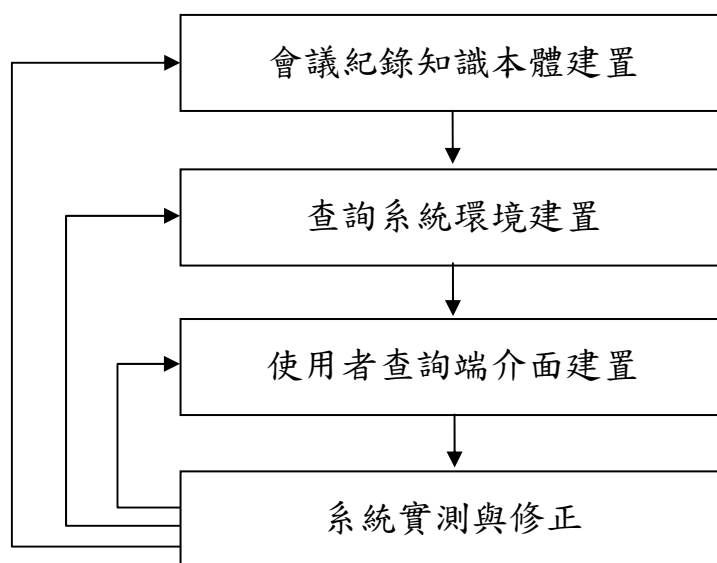 會議紀錄知識本體建置
查詢系統環境建置
使用者查詢端介面建置
系統實測與修正